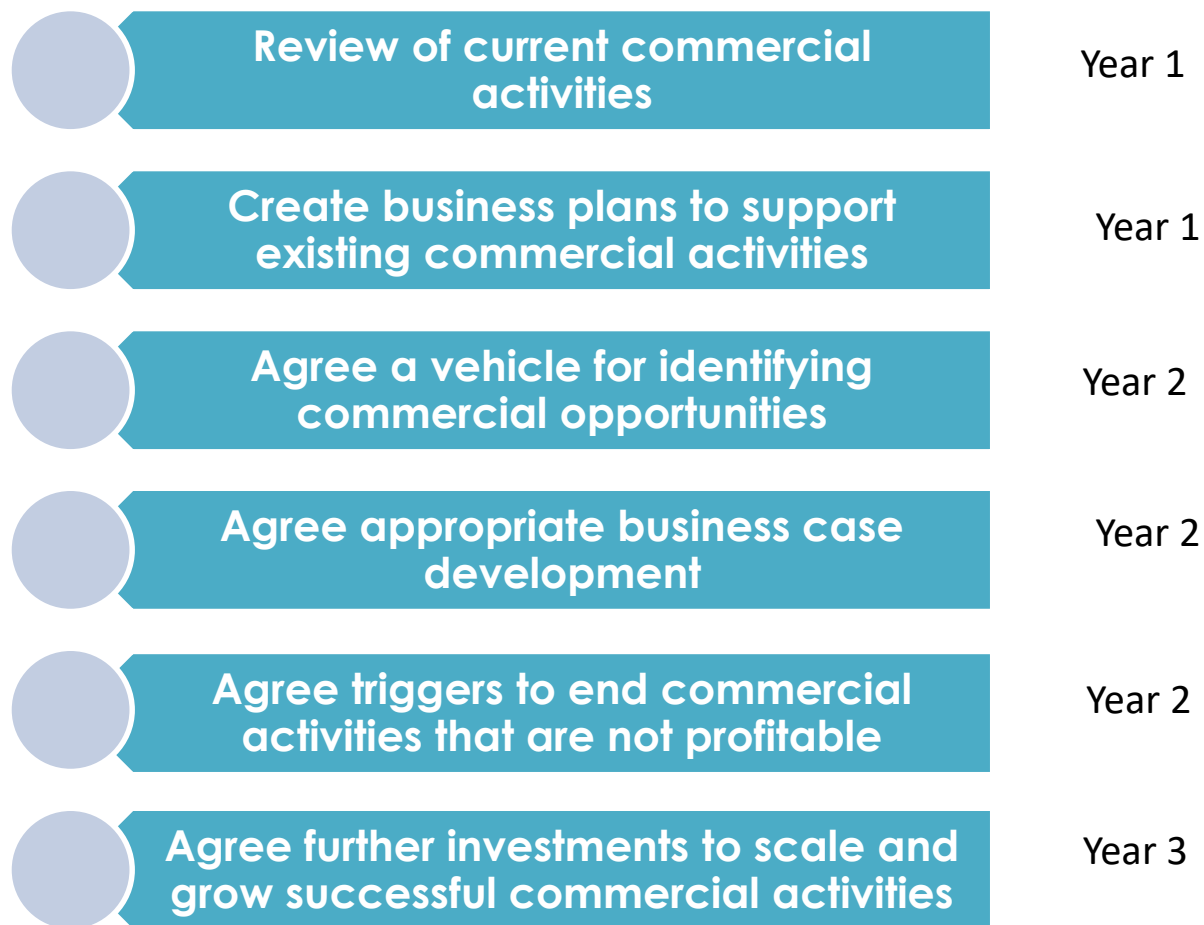 Review of current commercial
activities
Year 1
Create business plans to support
existing commercial activities
Year 1
Agree a vehicle for identifying
commercial opportunities
Year 2
Agree appropriate business case
development
Year 2
Agree triggers to end commercial
activities that are not profitable
Year 2
Agree further investments to scale and
grow successful commercial activities
Year 3